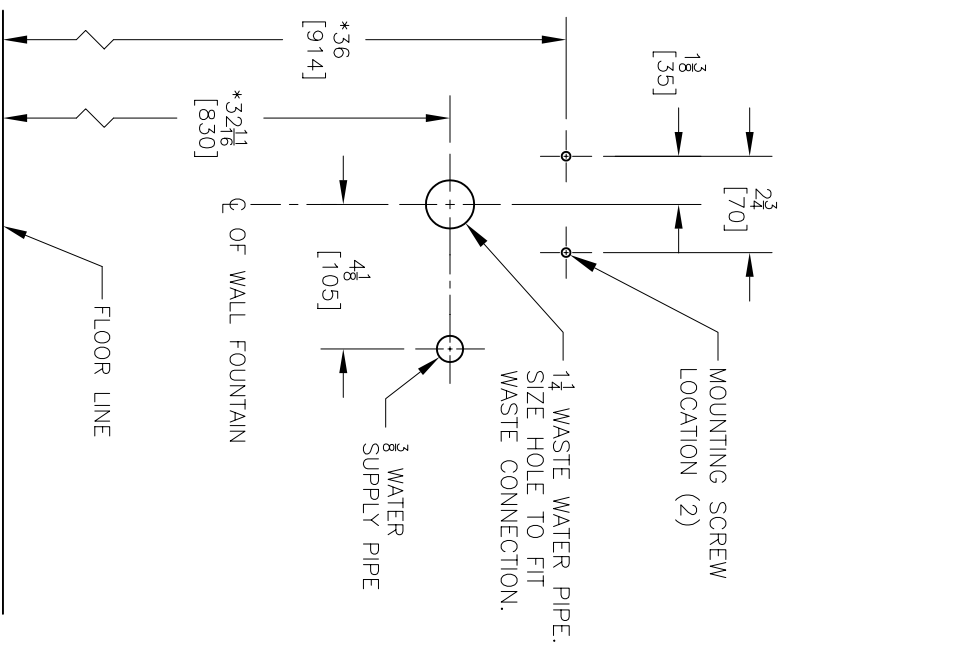 *36
[914]
*32 11/16
[830]
1 3/8
[35]
2 3/4
[70]
4 1/8
[105]
℄ OF WALL FOUNTAIN
FLOOR LINE
MOUNTING SCREW
LOCATION (2)
1 1/4 WASTE WATER PIPE.
SIZE HOLE TO FIT
WASTE CONNECTION.
3/8 WATER
SUPPLY PIPE